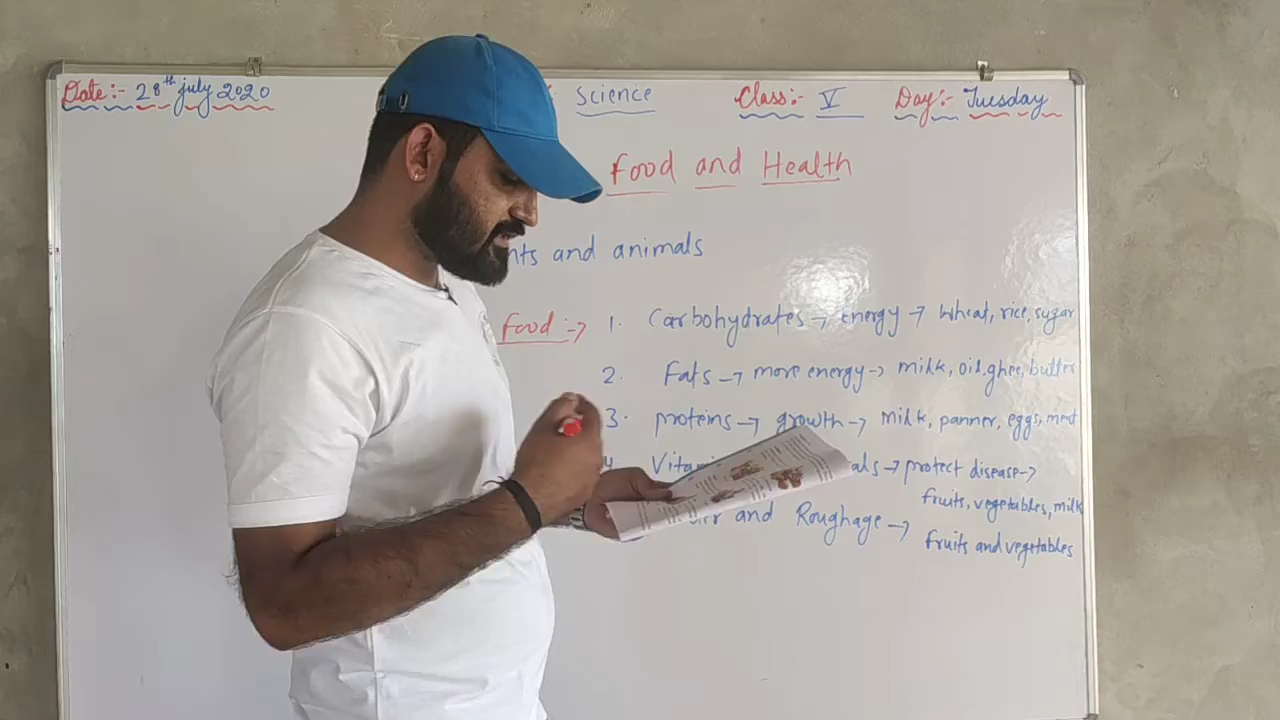 Date:- 28th july 2020 Science Class:- V Day:- Tuesday
Food and Health
nts and animals
Food :-> 1. Carbohydrates → Energy → Wheat, rice, sugar
2. Fats → more energy → milk, oil, ghee, butter
3. proteins → growth → Milk, panner, eggs, meat
4. Vita als → protect disease →
fruits, vegetables, milk
and Roughage →
fruits and vegetables